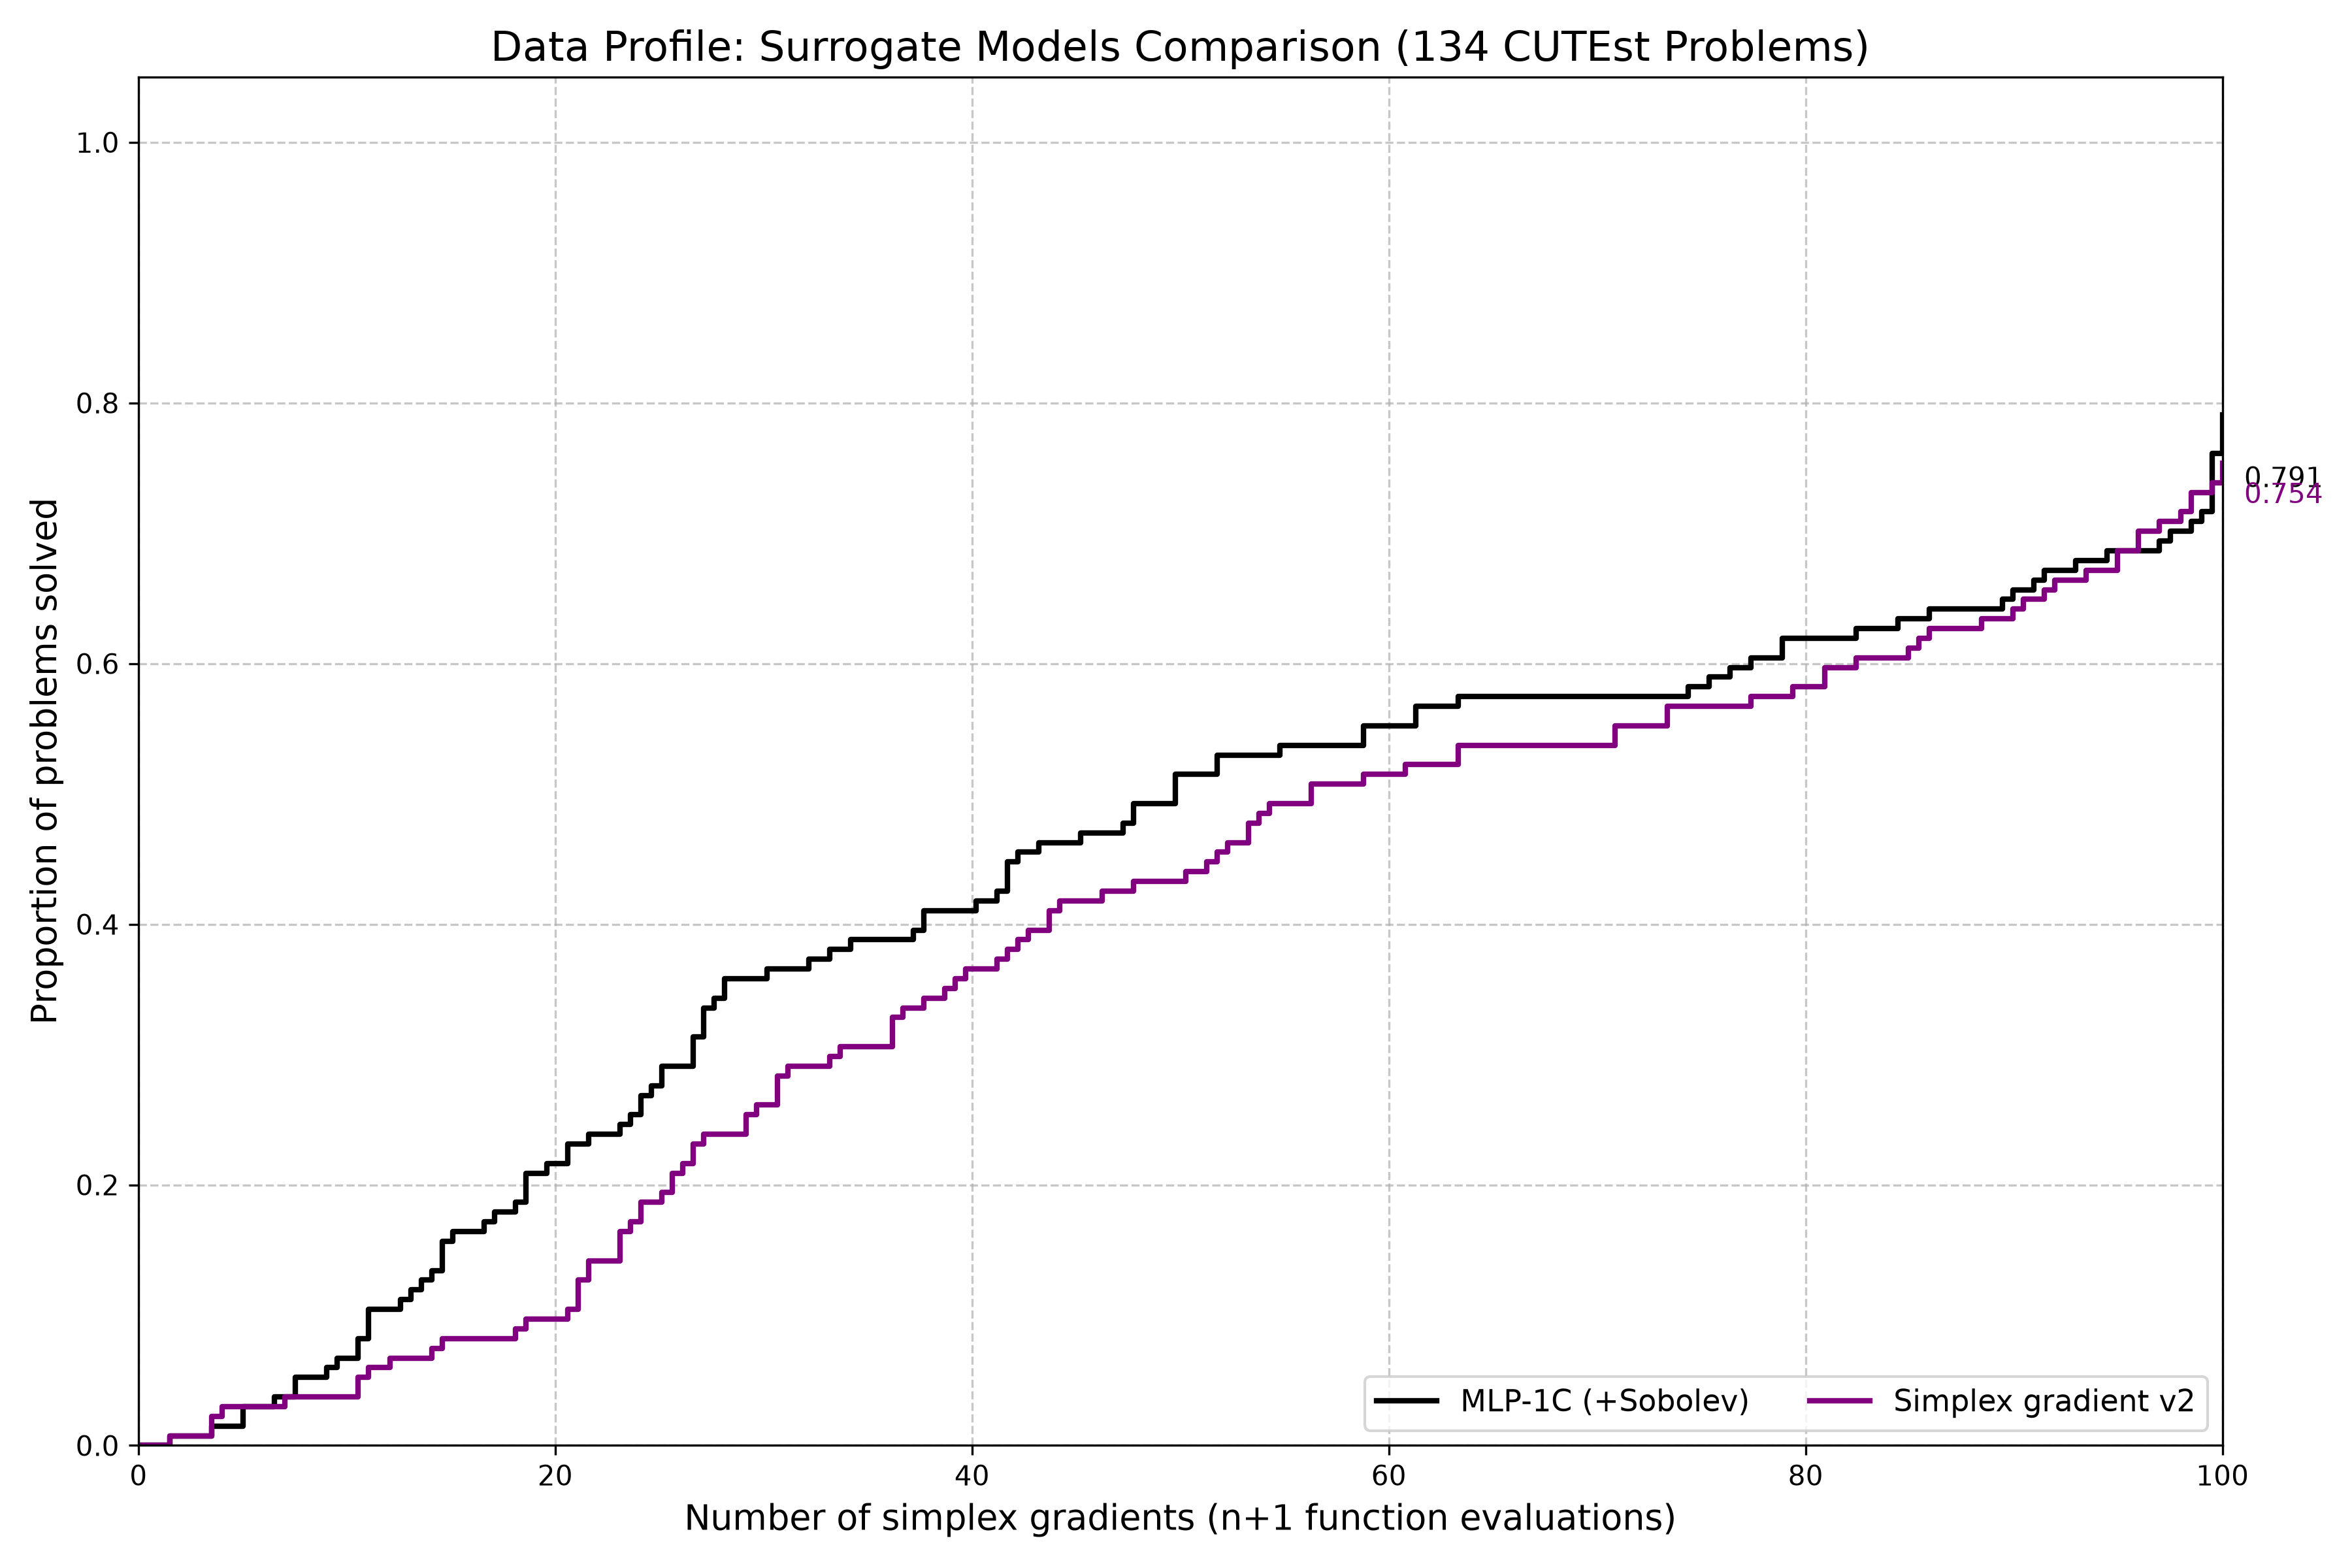 Data Profile: Surrogate Models Comparison (134 CUTEst Problems)
Proportion of problems solved
1.0
0.8
0.6
0.4
0.2
0.0
0.791
0.754
MLP-1C (+Sobolev)
Simplex gradient v2
0 20 40 60 80 100
Number of simplex gradients (n+1 function evaluations)